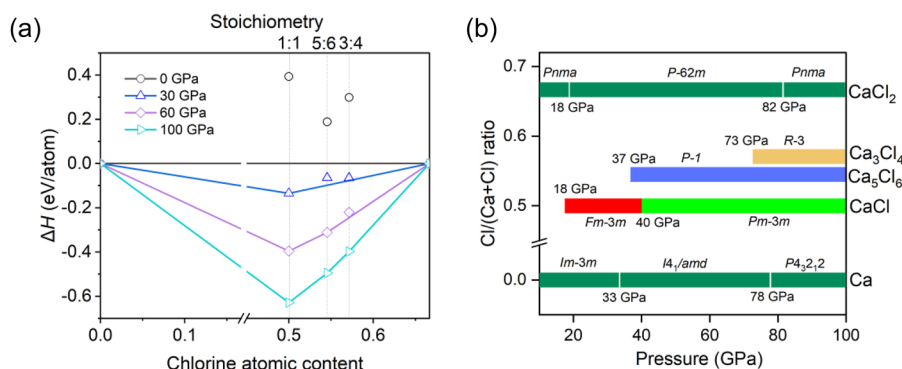 (a)
Stoichiometry
1:1 5:6 3:4
0.4
0.2
0.0
-0.2
-0.4
-0.6
ΔH (eV/atom)
0 GPa
30 GPa
60 GPa
100 GPa
0.0 0.1 0.5 0.6
Chlorine atomic content
(b)
0.7
0.6
0.5
0.0
Cl/(Ca+Cl) ratio
Pnma P-62m Pnma
CaCl₂
18 GPa 82 GPa
73 GPa R-3
Ca₃Cl₄
37 GPa P-1
Ca₅Cl₆
18 GPa
CaCl
Fm-3m 40 GPa Pm-3m
Im-3m I4₁/amd P4₃2₁2
Ca
33 GPa 78 GPa
20 40 60 80 100
Pressure (GPa)